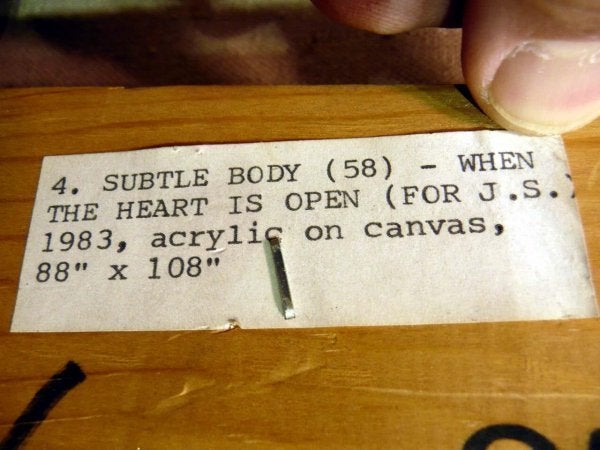 4. SUBTLE BODY (58) - WHEN
THE HEART IS OPEN (FOR J.S.)
1983, acrylic on canvas,
88" x 108"